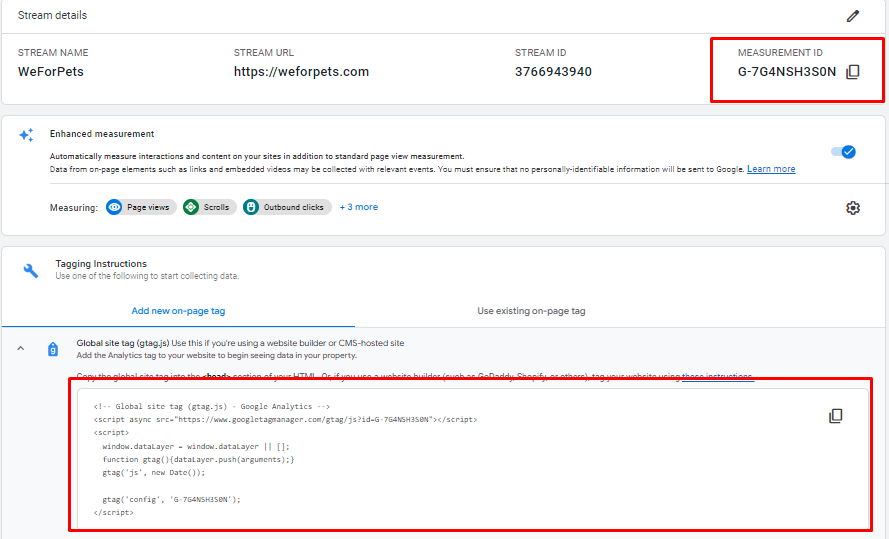 Stream details
STREAM NAME
STREAM URL
STREAM ID
MEASUREMENT ID
WeForPets
https://weforpets.com
3766943940
G-7G4NSH3S0N
Enhanced measurement
Automatically measure interactions and content on your sites in addition to standard page view measurement.
Data from on-page elements such as links and embedded videos may be collected with relevant events. You must ensure that no personally-identifiable information will be sent to Google. Learn more
Measuring: Page views Scrolls Outbound clicks + 3 more
Tagging Instructions
Use one of the following to start collecting data.
Add new on-page tag
Use existing on-page tag
g
Global site tag (gtag.js) Use this if you're using a website builder or CMS-hosted site
Add the Analytics tag to your website to begin seeing data in your property.
Copy the global site tag into the <head> section of your HTML. Or, if you use a website builder (such as GoDaddy, Shopify, or others), tag your website using these instructions.
<!-- Global site tag (gtag.js) - Google Analytics -->
<script async src="https://www.googletagmanager.com/gtag/js?id=G-7G4NSH3S0N"></script>
<script>
window.dataLayer = window.dataLayer || [];
function gtag(){dataLayer.push(arguments);}
gtag('js', new Date());
gtag('config', 'G-7G4NSH3S0N');
</script>